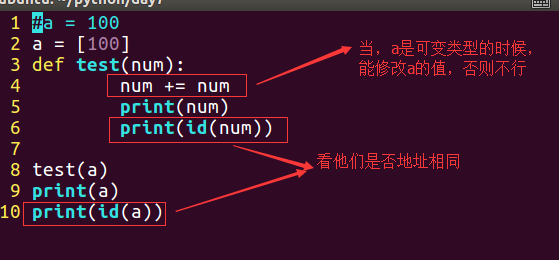 ubuntu: ~/python/day7
1 #a = 100
2 a = [100]
3 def test(num):
4         num += num
5         print(num)
6         print(id(num))
7
8 test(a)
9 print(a)
10 print(id(a))
当，a是可变类型的时候，
能修改a的值，否则不行
看他们是否地址相同